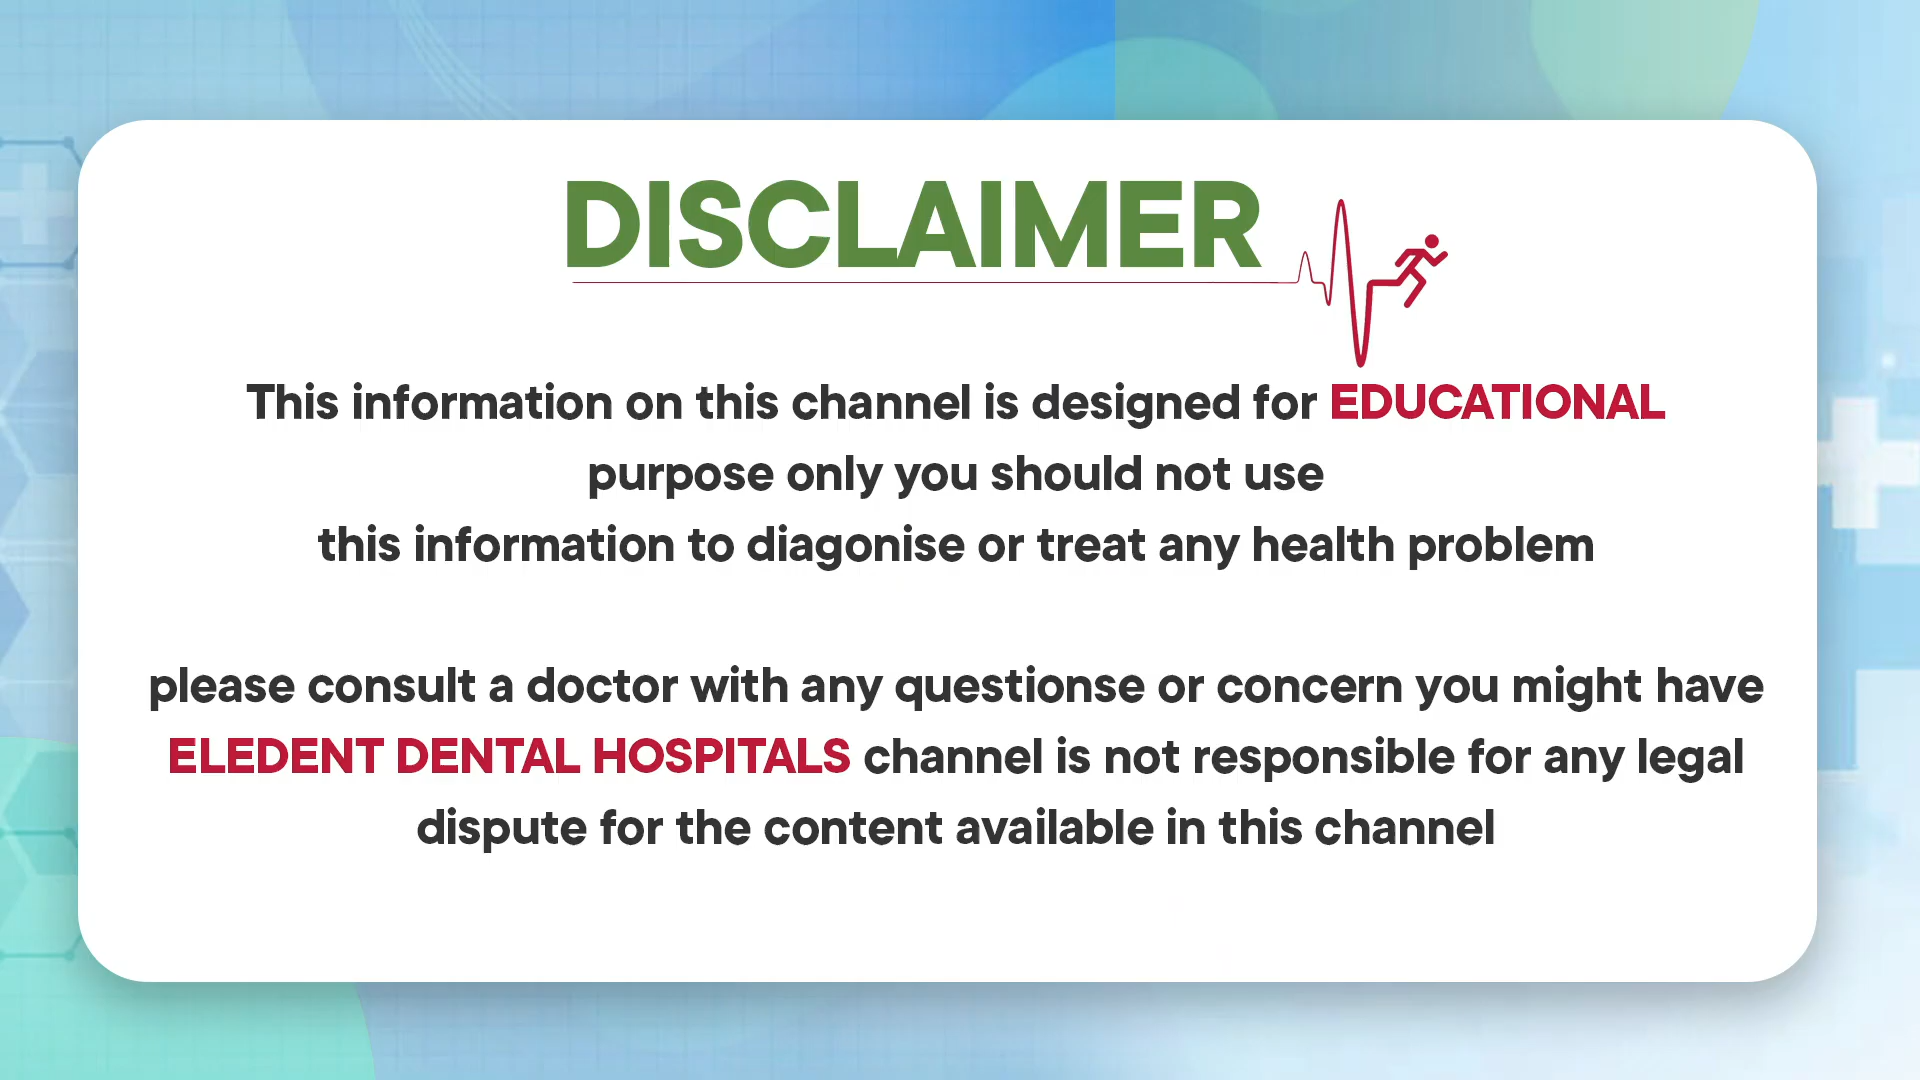 DISCLAIMER
This information on this channel is designed for EDUCATIONAL
purpose only you should not use
this information to diagonise or treat any health problem
please consult a doctor with any questionse or concern you might have
ELEDENT DENTAL HOSPITALS channel is not responsible for any legal
dispute for the content available in this channel